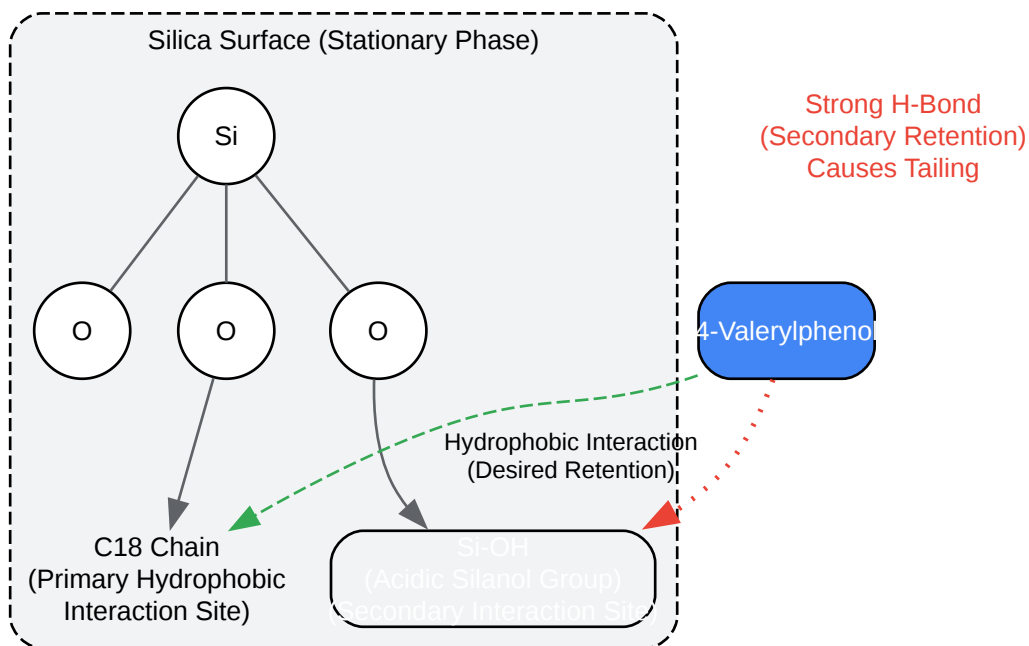 Silica Surface (Stationary Phase)
Si
Strong H-Bond
(Secondary Retention)
Causes Tailing
O
O
O
4-Valerylphenol
Hydrophobic Interaction
(Desired Retention)
C18 Chain
(Primary Hydrophobic
Interaction Site)
Si-OH
(Acidic Silanol Group)
(Secondary Interaction Site)